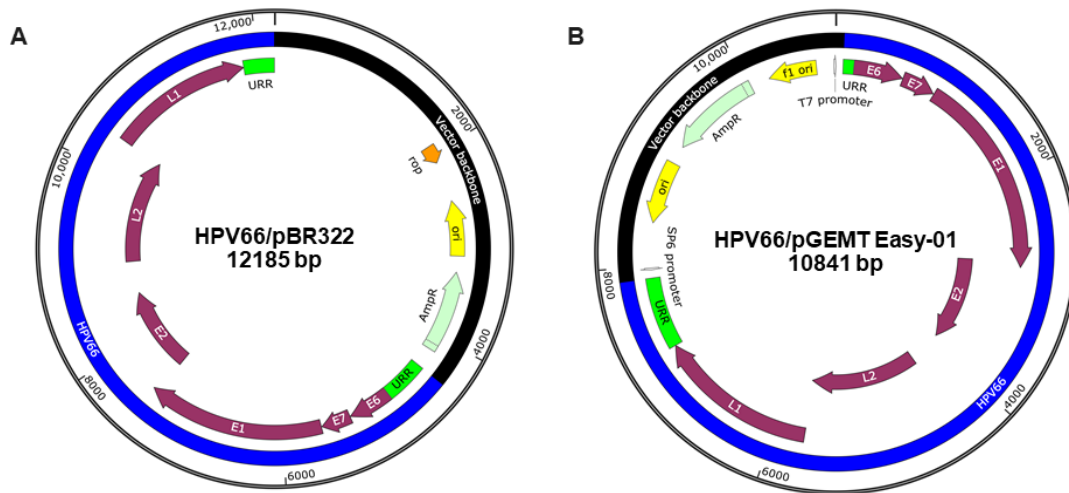 A
12,000
2000
4000
6000
8000
10,000
URR
L1
L2
E2
E1
E7
E6
URR
AmpR
ori
rop
Vector backbone
HPV66
HPV66/pBR322
12185 bp
B
10,000
2000
4000
6000
8000
f1 ori
T7 promoter
URR
E6
E7
E1
E2
L2
L1
URR
SP6 promoter
ori
AmpR
Vector backbone
HPV66
HPV66/pGEMT Easy-01
10841 bp